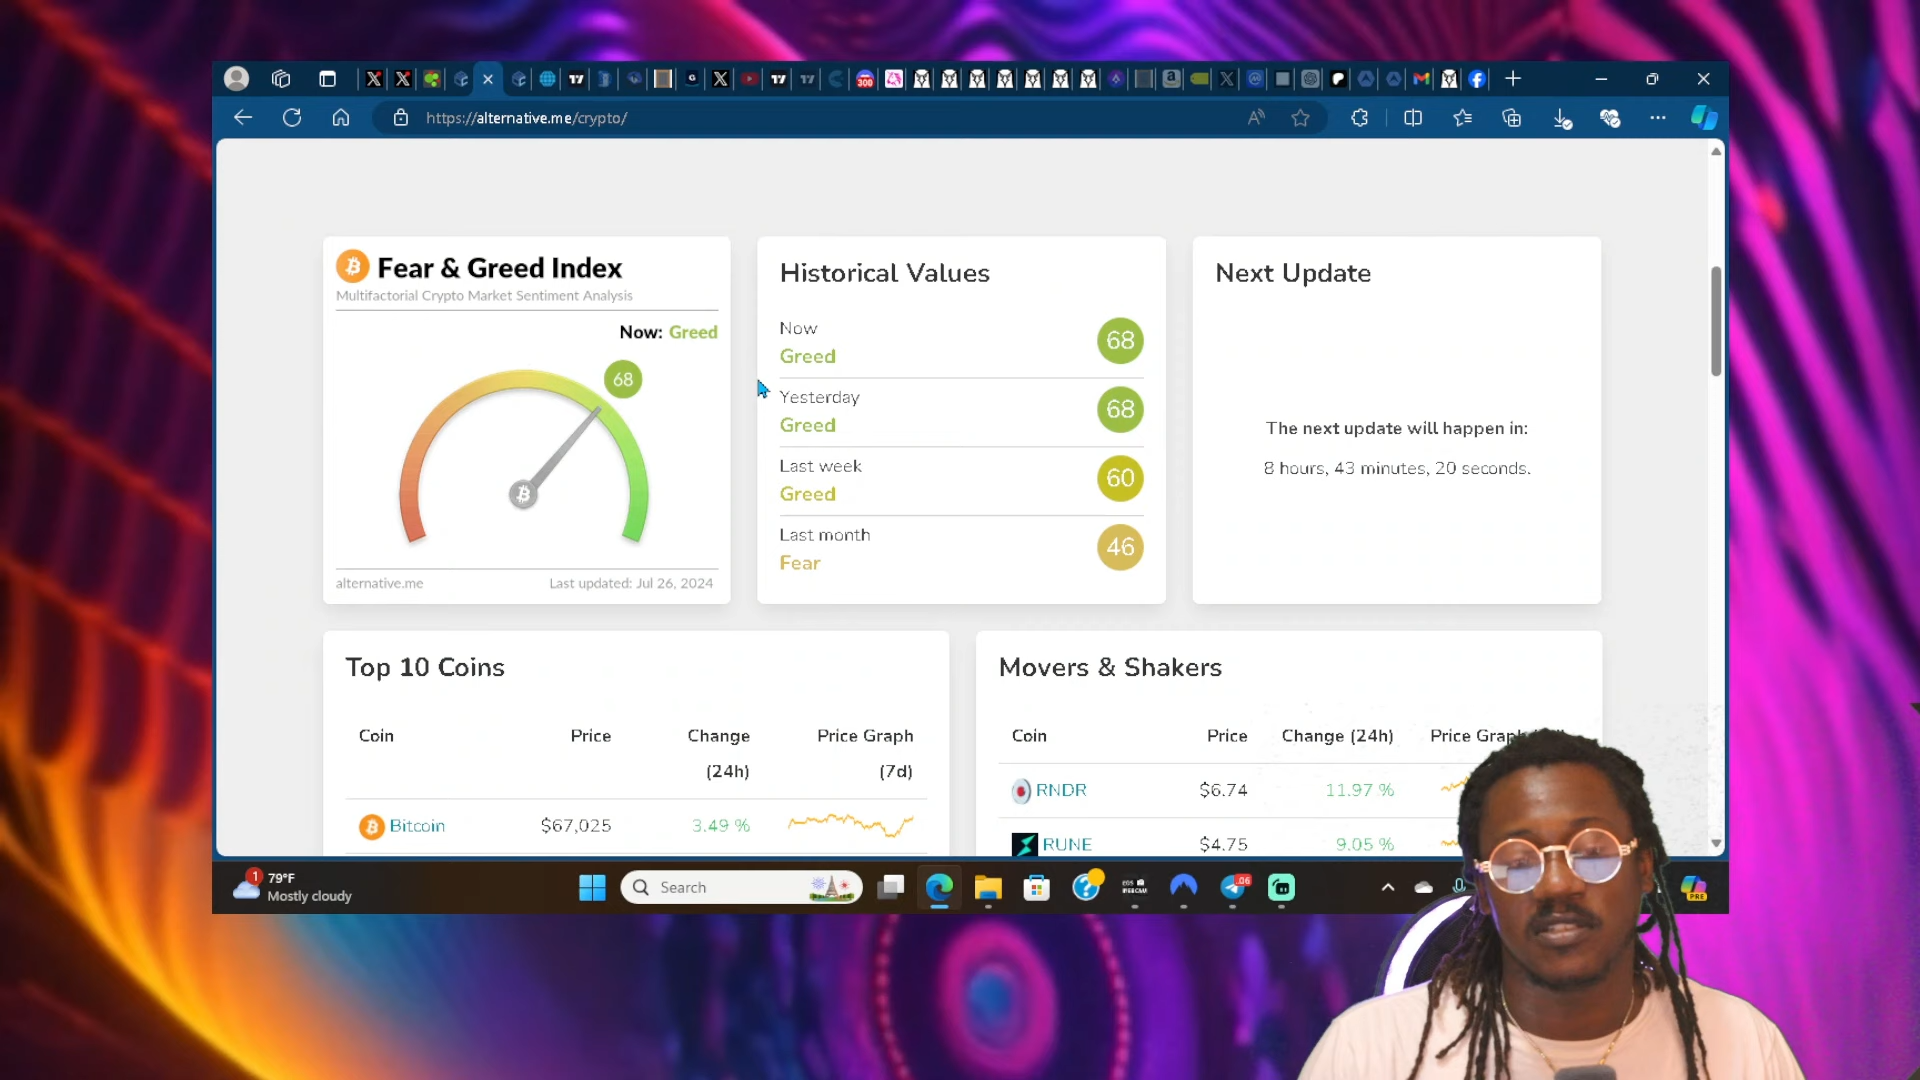 https://alternative.me/crypto/
Fear & Greed Index
Multifactorial Crypto Market Sentiment Analysis
Now: Greed
68
alternative.me
Last updated: Jul 26, 2024
Historical Values
Now
Greed
68
Yesterday
Greed
68
Last week
Greed
60
Last month
Fear
46
Next Update
The next update will happen in:
8 hours, 43 minutes, 20 seconds.
Top 10 Coins
Coin Price Change Price Graph
(24h) (7d)
Bitcoin $67,025 3.49 %
Movers & Shakers
Coin Price Change (24h) Price
RNDR $6.74 11.97 %
RUNE $4.75 9.05 %
1
79°F
Mostly cloudy
Search
PRE